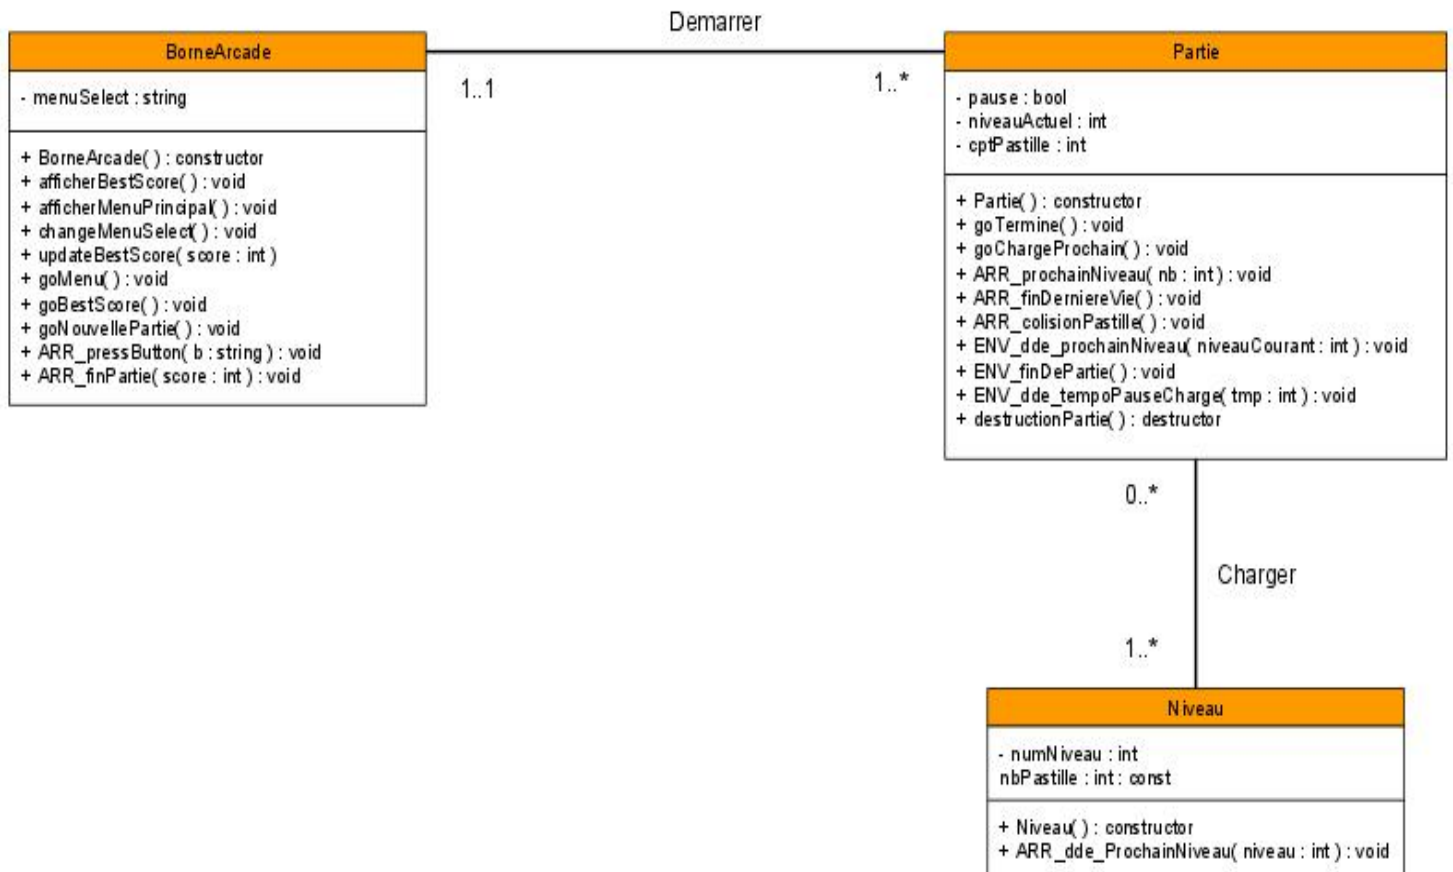 Demarrer
BorneArcade
- menuSelect : string
+ BorneArcade( ) : constructor
+ afficherBestScore( ) : void
+ afficherMenuPrincipal( ) : void
+ changeMenuSelect( ) : void
+ updateBestScore( score : int )
+ goMenu( ) : void
+ goBestScore( ) : void
+ goNouvellePartie( ) : void
+ ARR_pressButton( b : string ) : void
+ ARR_finPartie( score : int ) : void
1..1
1..*
Partie
- pause : bool
- niveauActuel : int
- cptPastille : int
+ Partie( ) : constructor
+ goTermine( ) : void
+ goChargeProchain( ) : void
+ ARR_prochainNiveau( nb : int ) : void
+ ARR_finDerniereVie( ) : void
+ ARR_colisionPastille( ) : void
+ ENV_dde_prochainNiveau( niveauCourant : int ) : void
+ ENV_finDePartie( ) : void
+ ENV_dde_tempoPauseCharge( tmp : int ) : void
+ destructionPartie( ) : destructor
0..*
Charger
1..*
Niveau
- numNiveau : int
nbPastille : int : const
+ Niveau( ) : constructor
+ ARR_dde_ProchainNiveau( niveau : int ) : void